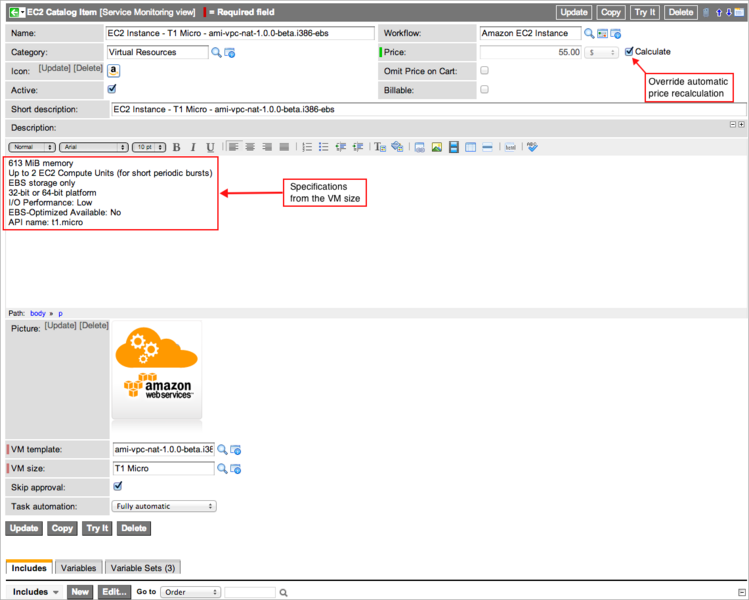 EC2 Catalog Item [Service Monitoring view] = Required field Update Copy Try It Delete
Name: EC2 Instance - T1 Micro - ami-vpc-nat-1.0.0-beta.i386-ebs Workflow: Amazon EC2 Instance
Category: Virtual Resources Price: 55.00 $ Calculate
Icon: [Update] [Delete] a Omit Price on Cart:
Active: Billable:
Override automatic
price recalculation
Short description: EC2 Instance - T1 Micro - ami-vpc-nat-1.0.0-beta.i386-ebs
Description:
Normal Arial 10 pt B I U
613 MiB memory
Up to 2 EC2 Compute Units (for short periodic bursts)
EBS storage only
32-bit or 64-bit platform
I/O Performance: Low
EBS-Optimized Available: No
API name: t1.micro
Specifications
from the VM size
Path: body » p
Picture: [Update] [Delete]
amazon
web services™
VM template: ami-vpc-nat-1.0.0-beta.i38
VM size: T1 Micro
Skip approval:
Task automation: Fully automatic
Update Copy Try It Delete
Includes Variables Variable Sets (3)
Includes New Edit... Go to Order